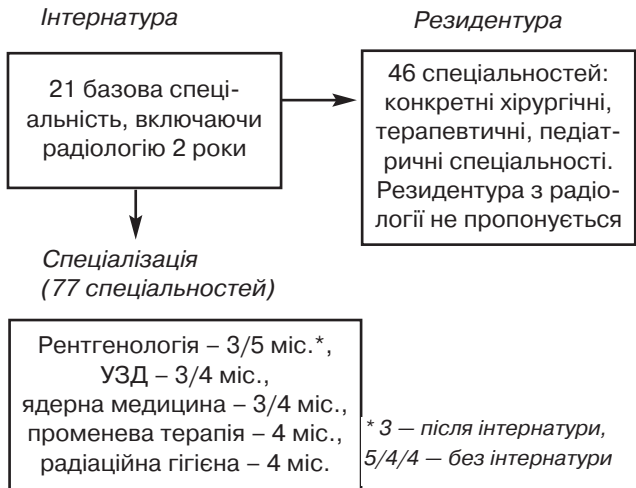 Інтернатура
Резидентура
21 базова спеці-
альність, включаючи
радіологію 2 роки
46 спеціальностей:
конкретні хірургічні,
терапевтичні, педіат-
ричні спеціальності.
Резидентура з радіо-
логії не пропонується
Спеціалізація
(77 спеціальностей)
Рентгенологія – 3/5 міс.*,
УЗД – 3/4 міс.,
ядерна медицина – 3/4 міс.,
променева терапія – 4 міс.,
радіаційна гігієна – 4 міс.
* 3 — після інтернатури,
5/4/4 — без інтернатури